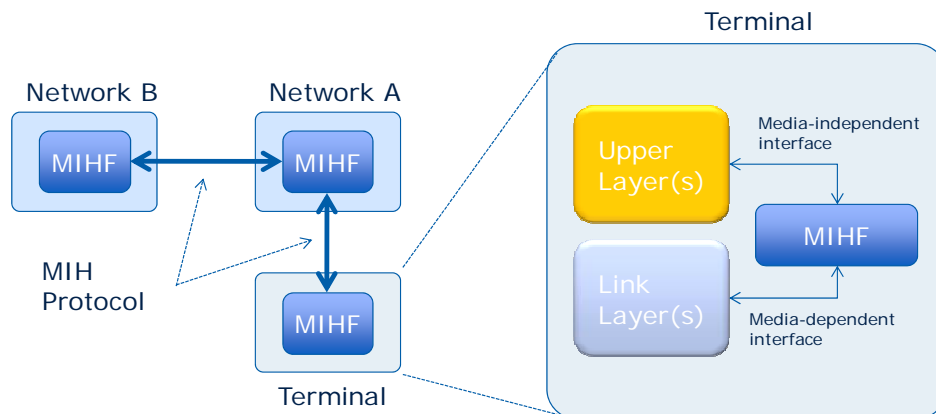 Terminal
Network B
Network A
MIHF
MIHF
MIH
Protocol
MIHF
Terminal
Upper
Layer(s)
Link
Layer(s)
Media-independent
interface
MIHF
Media-dependent
interface